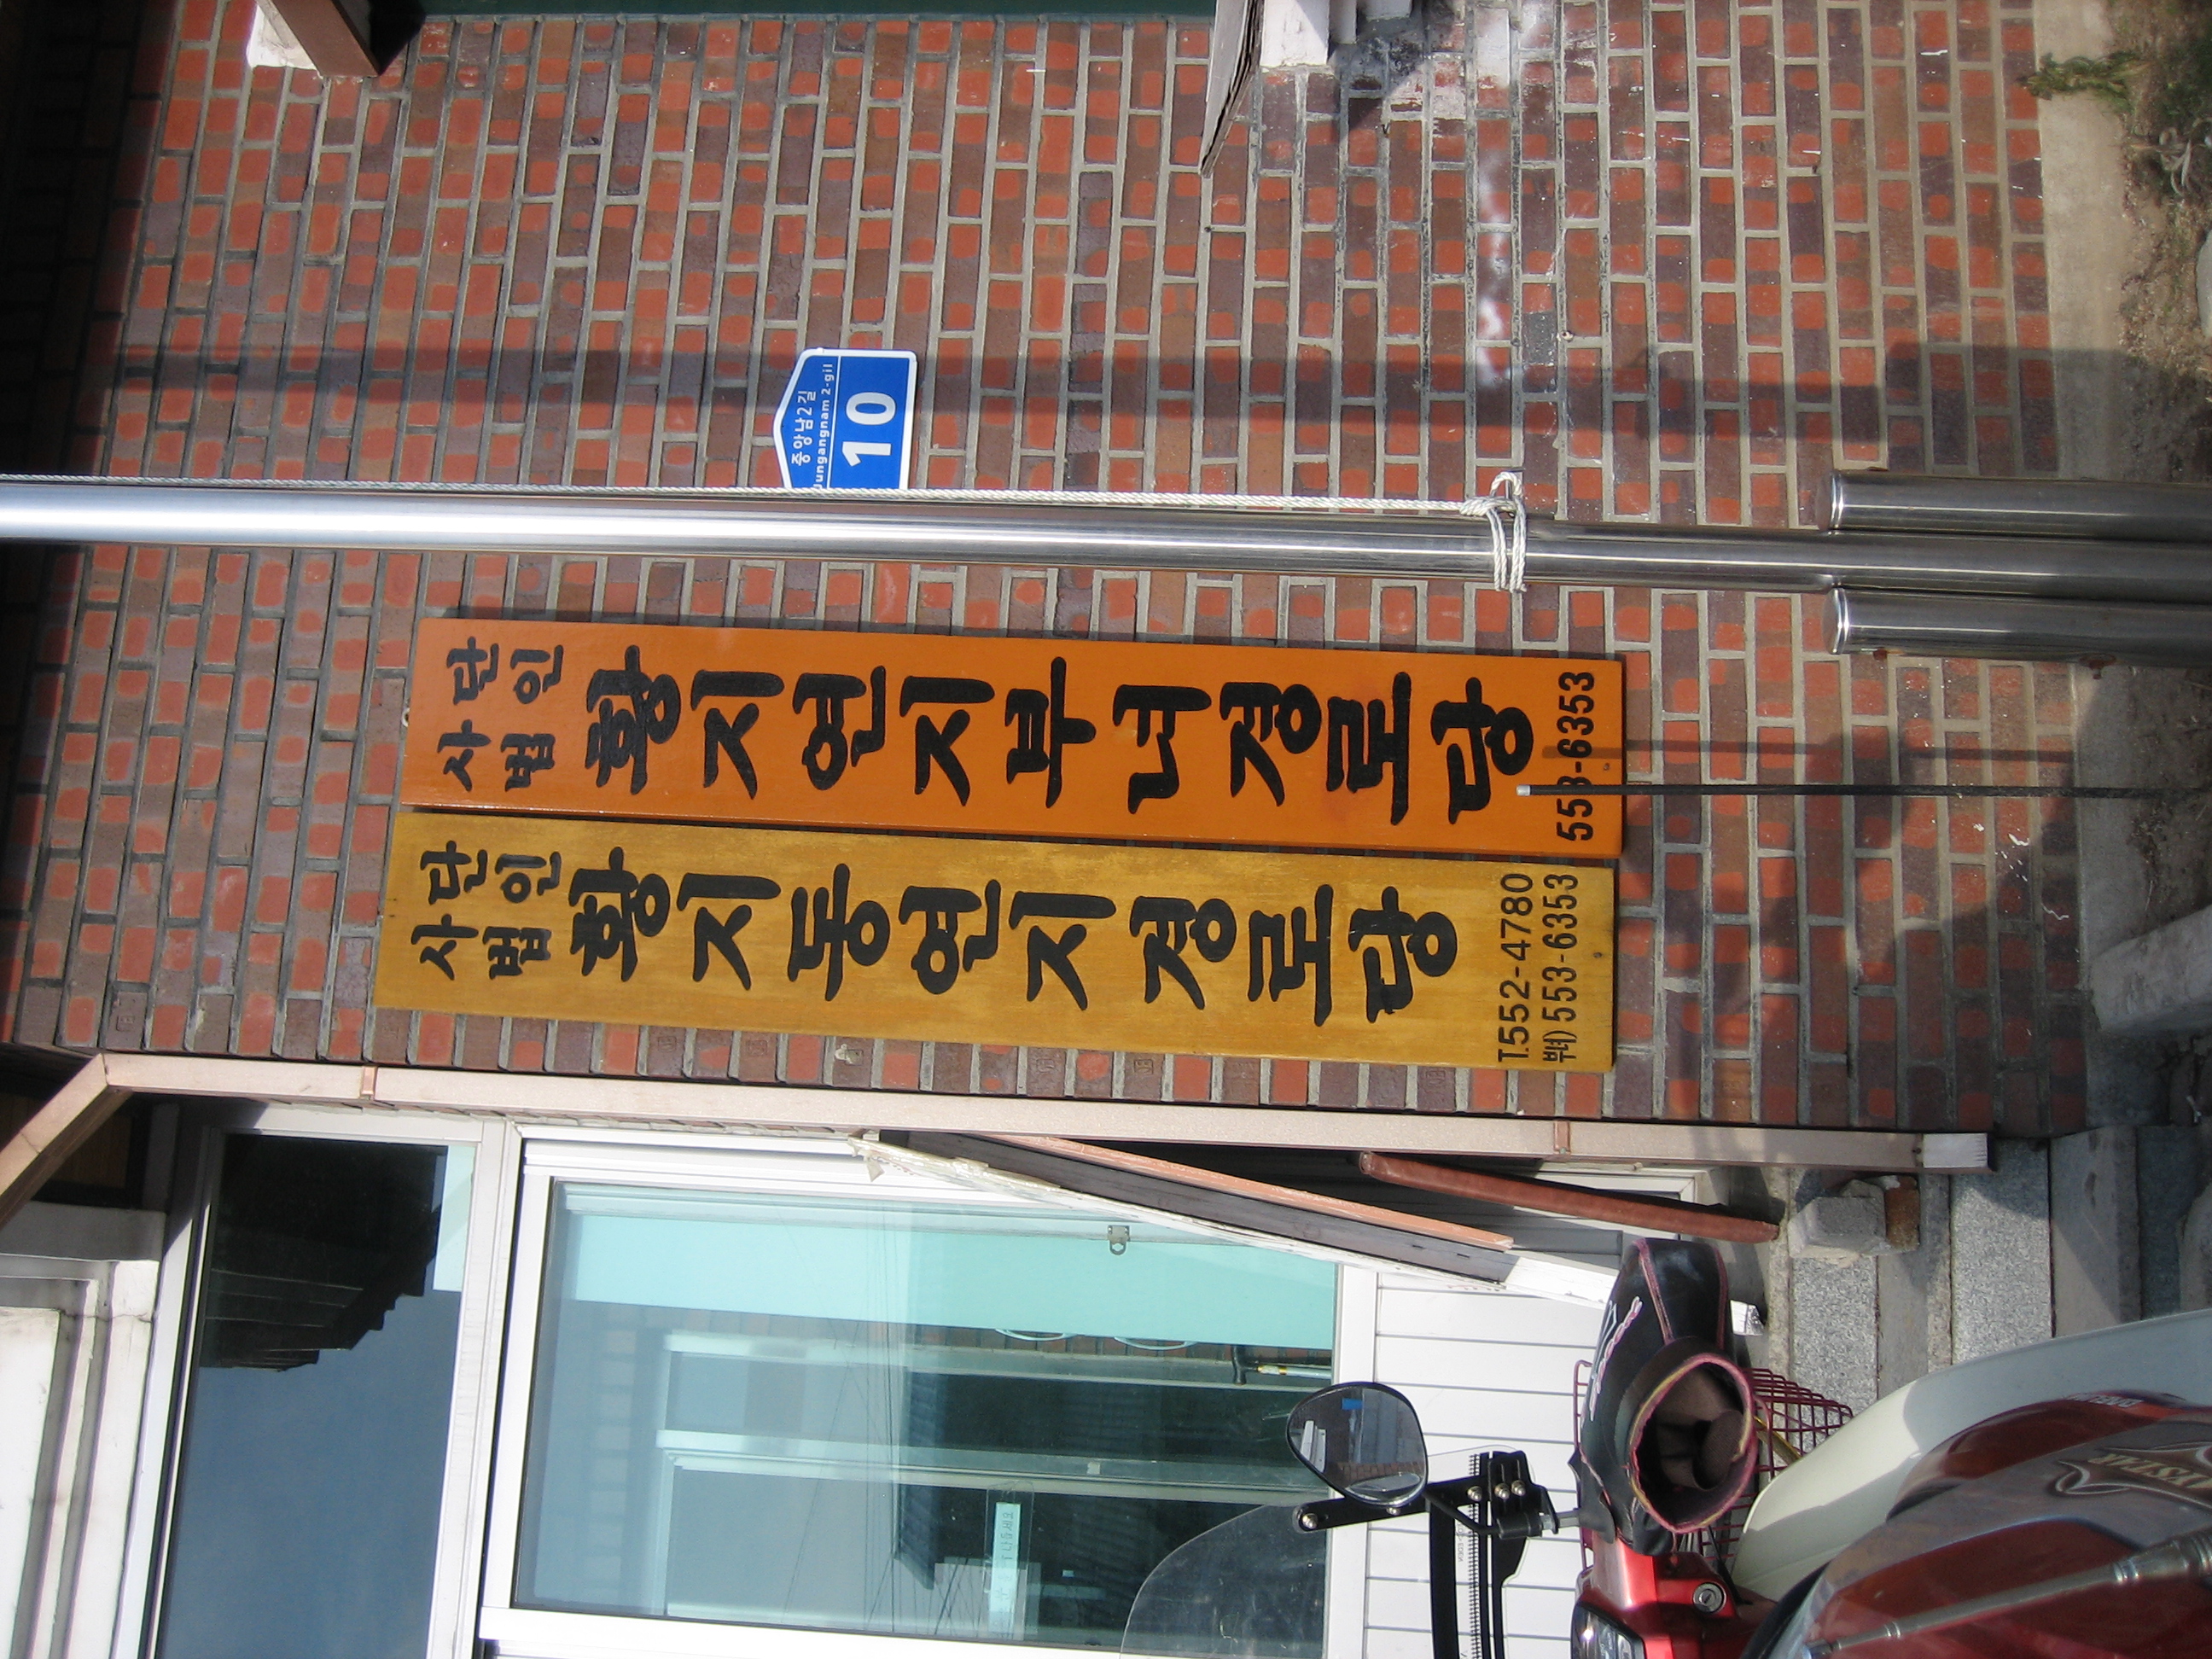 중앙남2길
Jungangnam 2-gil
10
사단
법인
황지연지부녀경로당
553-6353
사단
법인
황지동연지경로당
T.552-4780
부녀)553-6353